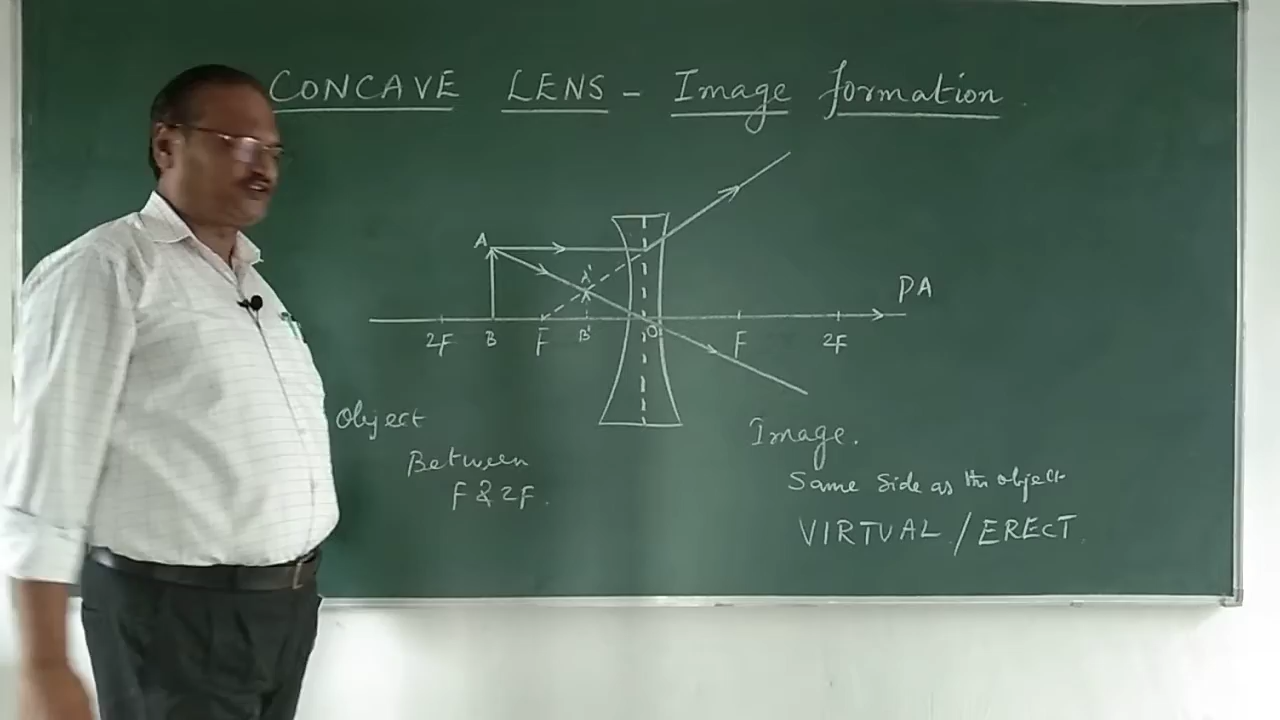 CONCAVE LENS - Image formation.
A
A'
PA
2F B F B' O F 2F
Object
Between
F & 2F.
Image.
Same side as the object
VIRTUAL / ERECT.